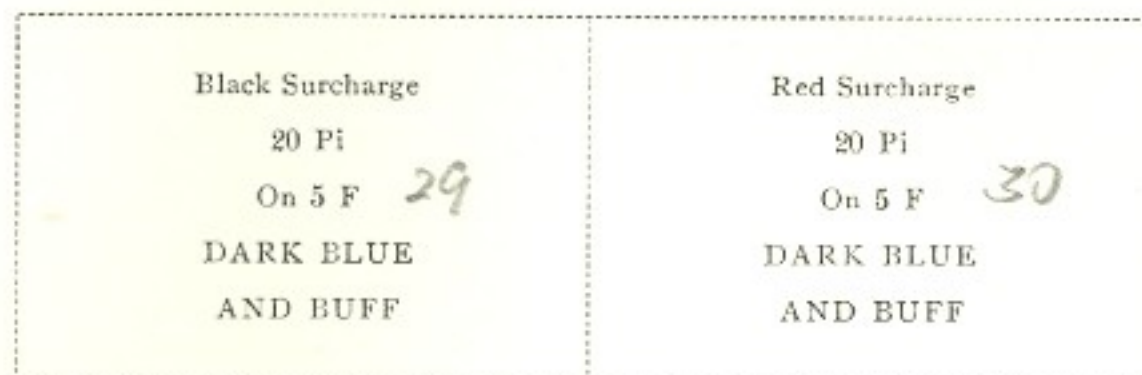 Black Surcharge
20 Pi
On 5 F 29
DARK BLUE
AND BUFF
Red Surcharge
20 Pi
On 5 F 30
DARK BLUE
AND BUFF